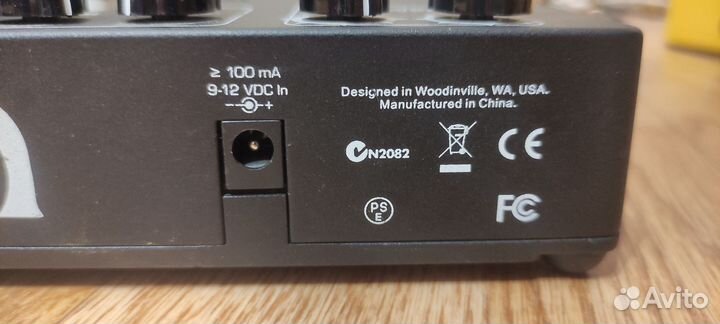 ≥ 100 mA
9-12 VDC In
- +
Designed in Woodinville, WA, USA.
Manufactured in China.
N2082
CE
PS
E
FC
Avito